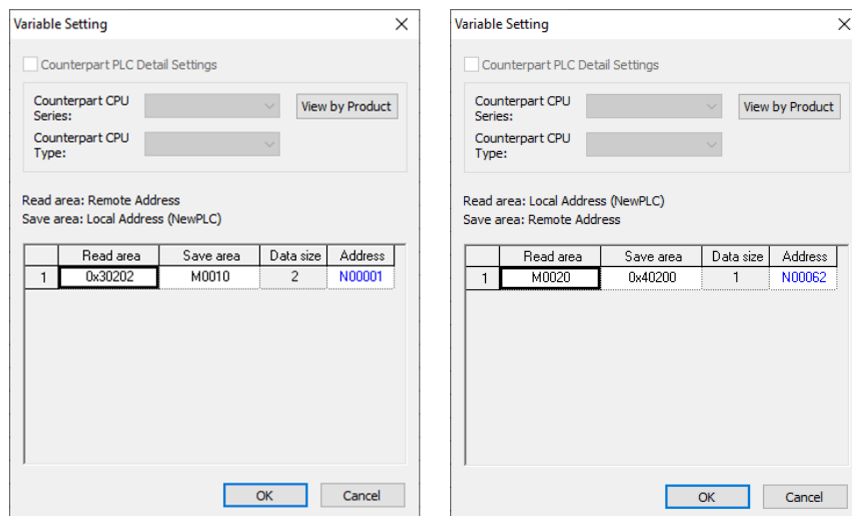 Variable Setting
Counterpart PLC Detail Settings
Counterpart CPU
Series:
View by Product
Counterpart CPU
Type:
Read area: Remote Address
Save area: Local Address (NewPLC)
Read area Save area Data size Address
1 0x30202 M0010 2 N00001
OK Cancel
Variable Setting
Counterpart PLC Detail Settings
Counterpart CPU
Series:
View by Product
Counterpart CPU
Type:
Read area: Local Address (NewPLC)
Save area: Remote Address
Read area Save area Data size Address
1 M0020 0x40200 1 N00062
OK Cancel